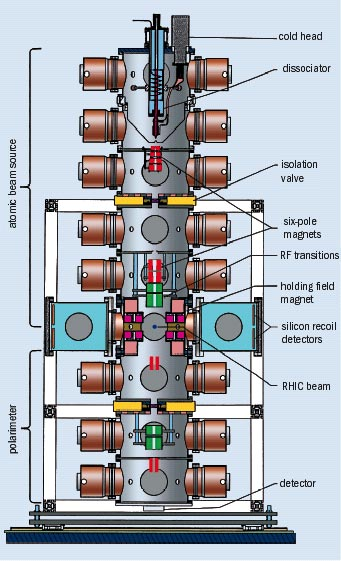 cold head
dissociator
atomic beam source
isolation
valve
six-pole
magnets
RF transitions
holding field
magnet
silicon recoil
detectors
RHIC beam
polarimeter
detector